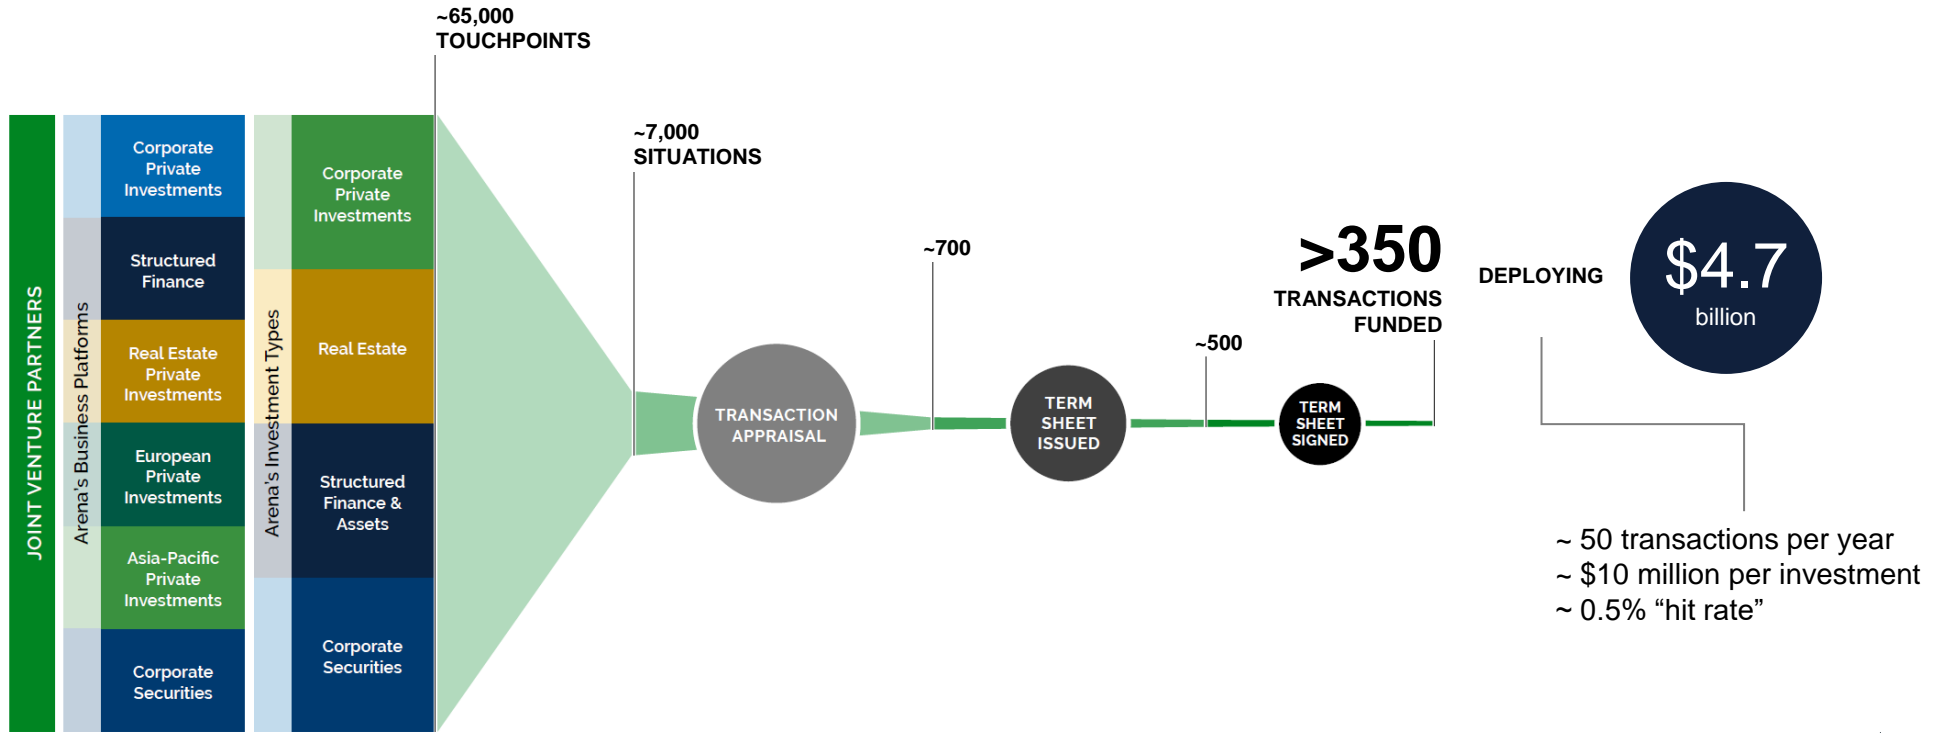 ~65,000
TOUCHPOINTS
~7,000
SITUATIONS
~700
~500
>350
TRANSACTIONS
FUNDED
DEPLOYING
$4.7
billion
JOINT VENTURE PARTNERS
Arena's Business Platforms
Corporate
Private
Investments
Structured
Finance
Real Estate
Private
Investments
European
Private
Investments
Asia-Pacific
Private
Investments
Corporate
Securities
Arena's Investment Types
Corporate
Private
Investments
Real Estate
Structured
Finance &
Assets
Corporate
Securities
TRANSACTION
APPRAISAL
TERM
SHEET
ISSUED
TERM
SHEET
SIGNED
~ 50 transactions per year
~ $10 million per investment
~ 0.5% “hit rate”